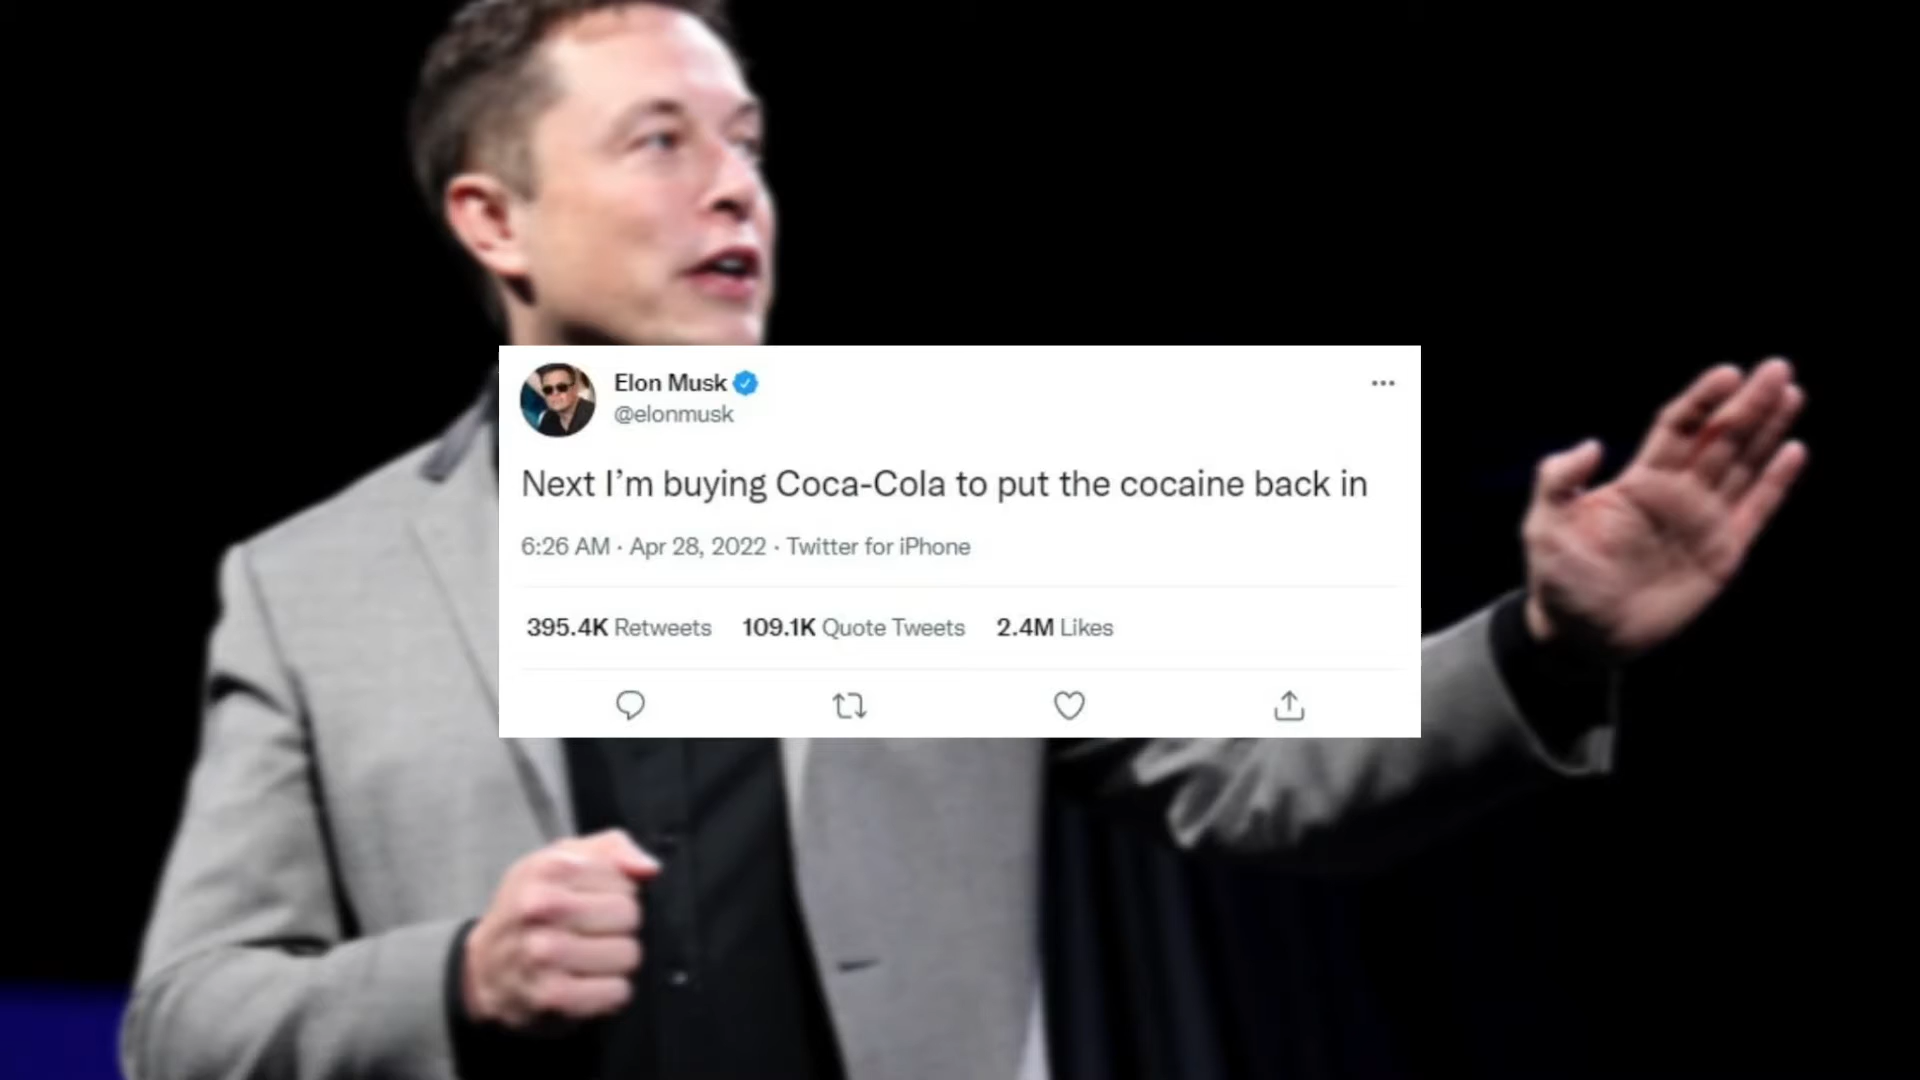 Elon Musk
@elonmusk
Next I’m buying Coca-Cola to put the cocaine back in
6:26 AM · Apr 28, 2022 · Twitter for iPhone
395.4K Retweets 109.1K Quote Tweets 2.4M Likes